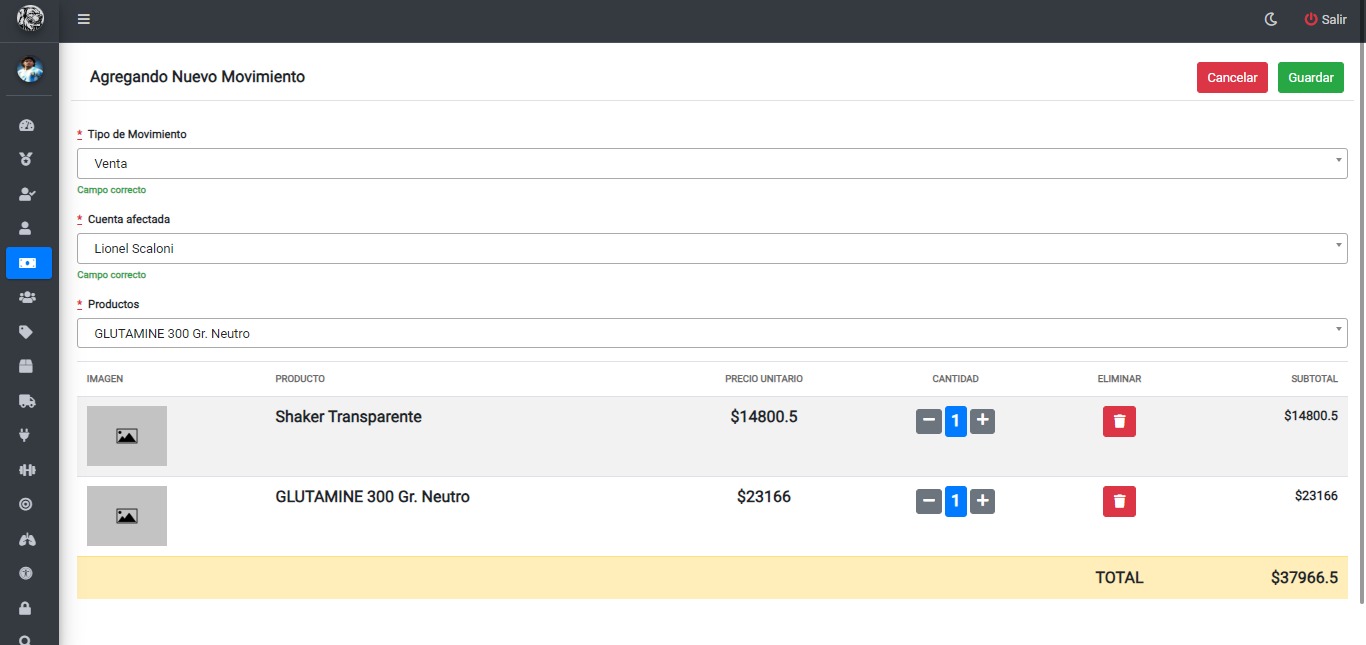 Salir
Agregando Nuevo Movimiento
Cancelar
Guardar
* Tipo de Movimiento
Venta
Campo correcto
* Cuenta afectada
Lionel Scaloni
Campo correcto
* Productos
GLUTAMINE 300 Gr. Neutro
IMAGEN PRODUCTO PRECIO UNITARIO CANTIDAD ELIMINAR SUBTOTAL
Shaker Transparente $14800.5 1 $14800.5
GLUTAMINE 300 Gr. Neutro $23166 1 $23166
TOTAL $37966.5